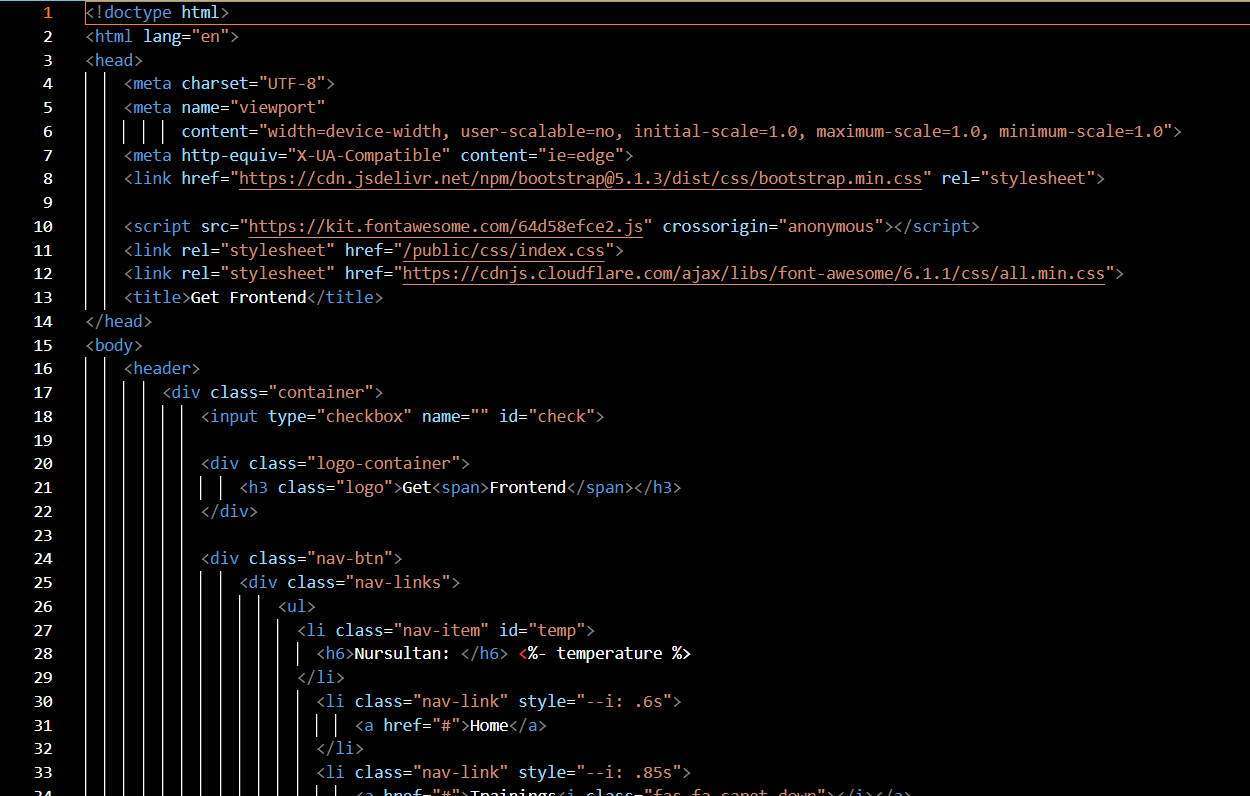 1 <!doctype html>
2 <html lang="en">
3 <head>
4 <meta charset="UTF-8">
5 <meta name="viewport"
6 content="width=device-width, user-scalable=no, initial-scale=1.0, maximum-scale=1.0, minimum-scale=1.0">
7 <meta http-equiv="X-UA-Compatible" content="ie=edge">
8 <link href="https://cdn.jsdelivr.net/npm/bootstrap@5.1.3/dist/css/bootstrap.min.css" rel="stylesheet">
9
10 <script src="https://kit.fontawesome.com/64d58efce2.js" crossorigin="anonymous"></script>
11 <link rel="stylesheet" href="/public/css/index.css">
12 <link rel="stylesheet" href="https://cdnjs.cloudflare.com/ajax/libs/font-awesome/6.1.1/css/all.min.css">
13 <title>Get Frontend</title>
14 </head>
15 <body>
16 <header>
17 <div class="container">
18 <input type="checkbox" name="" id="check">
19
20 <div class="logo-container">
21 <h3 class="logo">Get<span>Frontend</span></h3>
22 </div>
23
24 <div class="nav-btn">
25 <div class="nav-links">
26 <ul>
27 <li class="nav-item" id="temp">
28 <h6>Nursultan: </h6> <%- temperature %>
29 </li>
30 <li class="nav-link" style="--i: .6s">
31 <a href="#">Home</a>
32 </li>
33 <li class="nav-link" style="--i: .85s">
34 <a href="#">Trainings<i class="fas fa-caret-down"></i></a>